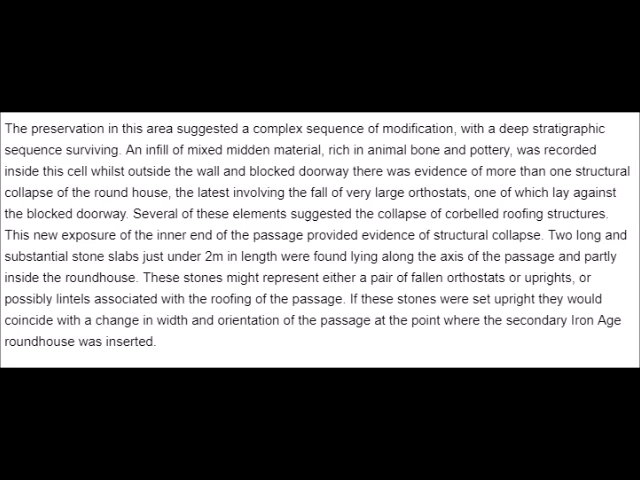 The preservation in this area suggested a complex sequence of modification, with a deep stratigraphic
sequence surviving. An infill of mixed midden material, rich in animal bone and pottery, was recorded
inside this cell whilst outside the wall and blocked doorway there was evidence of more than one structural
collapse of the round house, the latest involving the fall of very large orthostats, one of which lay against
the blocked doorway. Several of these elements suggested the collapse of corbelled roofing structures.
This new exposure of the inner end of the passage provided evidence of structural collapse. Two long and
substantial stone slabs just under 2m in length were found lying along the axis of the passage and partly
inside the roundhouse. These stones might represent either a pair of fallen orthostats or uprights, or
possibly lintels associated with the roofing of the passage. If these stones were set upright they would
coincide with a change in width and orientation of the passage at the point where the secondary Iron Age
roundhouse was inserted.